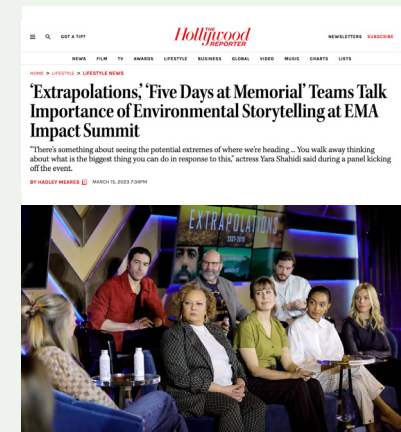 GOT A TIP?
THE
Hollywood
REPORTER
NEWSLETTERS SUBSCRIBE
NEWS FILM TV AWARDS LIFESTYLE BUSINESS GLOBAL VIDEO MUSIC CHARTS LISTS
HOME > LIFESTYLE > LIFESTYLE NEWS
‘Extrapolations,’ ‘Five Days at Memorial’ Teams Talk
Importance of Environmental Storytelling at EMA
Impact Summit
"There's something about seeing the potential extremes of where we're heading ... You walk away thinking
about what is the biggest thing you can do in response to this," actress Yara Shahidi said during a panel kicking
off the event.
BY HADLEY MEARES MARCH 15, 2023 7:34PM
EXTRAPOLATIONS
2037-2070